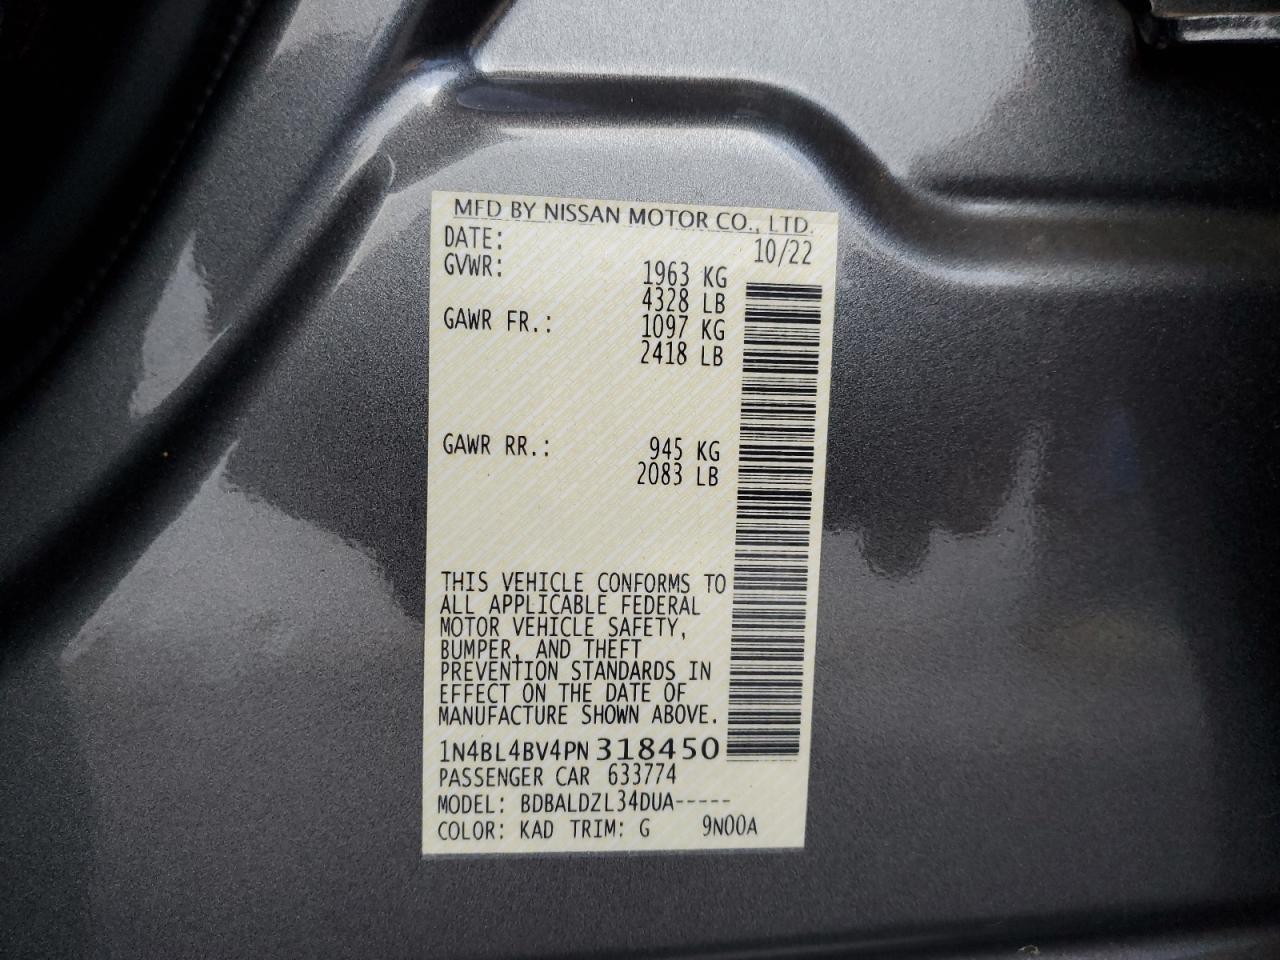 MFD BY NISSAN MOTOR CO., LTD.
DATE: 10/22
GVWR: 1963 KG
4328 LB
GAWR FR.: 1097 KG
2418 LB
GAWR RR.: 945 KG
2083 LB
THIS VEHICLE CONFORMS TO
ALL APPLICABLE FEDERAL
MOTOR VEHICLE SAFETY,
BUMPER, AND THEFT
PREVENTION STANDARDS IN
EFFECT ON THE DATE OF
MANUFACTURE SHOWN ABOVE.
1N4BL4BV4PN318450
PASSENGER CAR 633774
MODEL: BDBALDZL34DUA-----
COLOR: KAD TRIM: G 9N00A